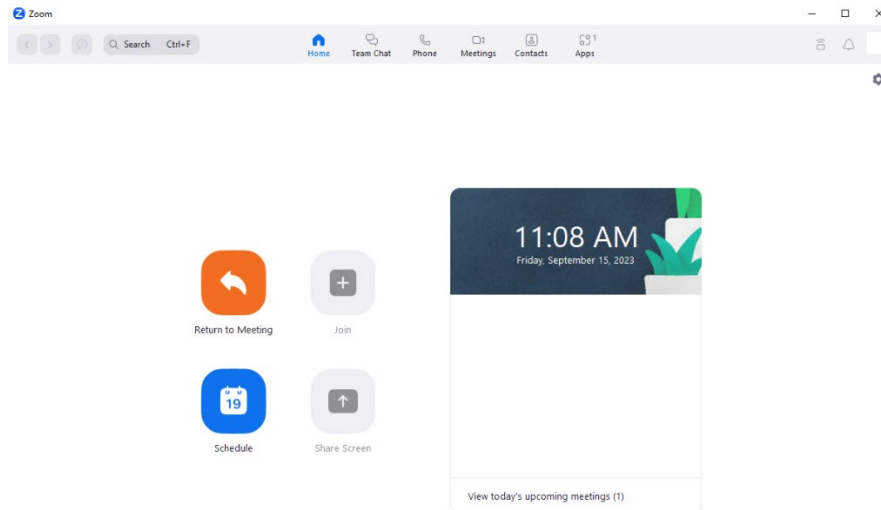 Zoom
Search Ctrl+F
Home
Team Chat
Phone
Meetings
Contacts
1
Apps
11:08 AM
Friday, September 15, 2023
Return to Meeting
Join
19
Schedule
Share Screen
View today's upcoming meetings (1)